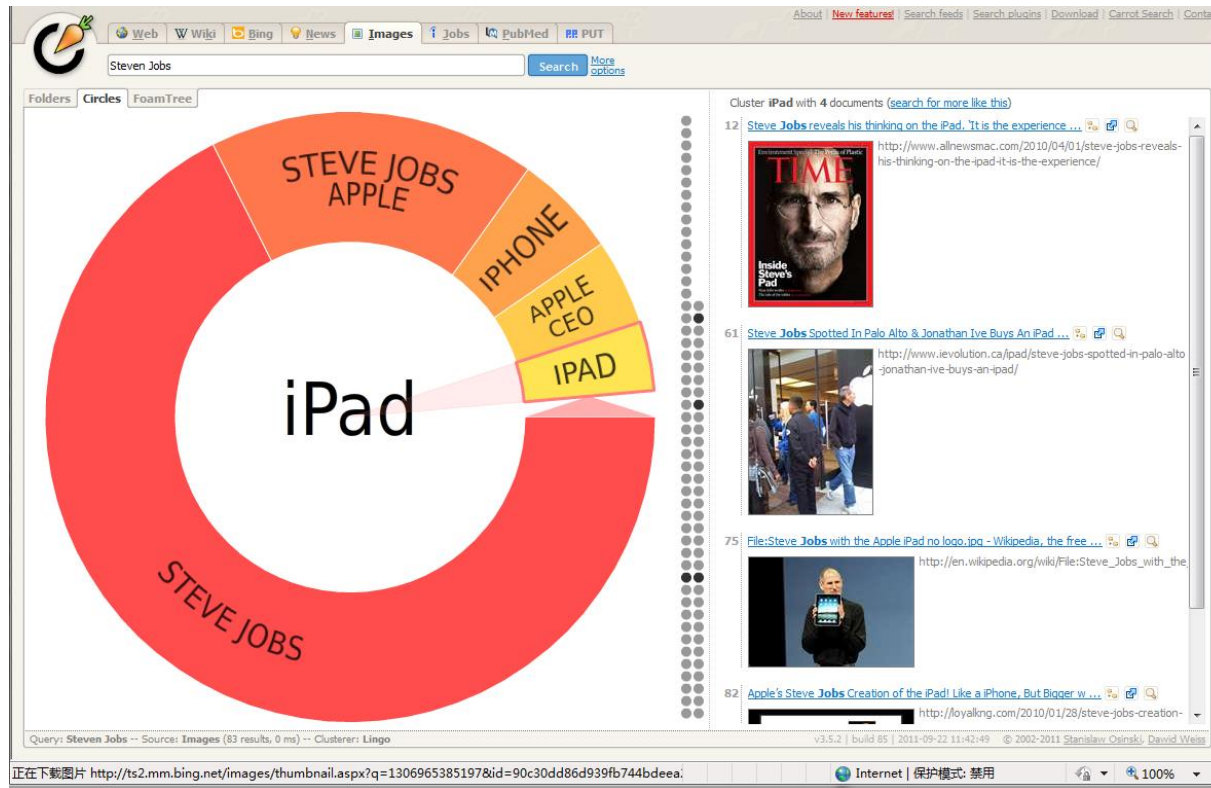 About | New features! | Search feeds | Search plugins | Download | Carrot Search | Conta
Web Wiki Bing News Images Jobs PubMed PUT
Steven Jobs Search More options
Folders Circles FoamTree
STEVE JOBS
APPLE
IPHONE
APPLE
CEO
IPAD
iPad
STEVE JOBS
Cluster iPad with 4 documents (search for more like this)
12 Steve Jobs reveals his thinking on the iPad. 'It is the experience ...
http://www.allnewsmac.com/2010/04/01/steve-jobs-reveals-
his-thinking-on-the-ipad-it-is-the-experience/
TIME
Inside
Steve's
Pad
61 Steve Jobs Spotted In Palo Alto & Jonathan Ive Buys An iPad ...
http://www.ievolution.ca/ipad/steve-jobs-spotted-in-palo-alto
-jonathan-ive-buys-an-ipad/
75 File:Steve Jobs with the Apple iPad no logo.jpg - Wikipedia, the free ...
http://en.wikipedia.org/wiki/File:Steve_Jobs_with_the_
82 Apple's Steve Jobs Creation of the iPad! Like a iPhone, But Bigger w ...
http://loyalkng.com/2010/01/28/steve-jobs-creation-
Query: Steven Jobs -- Source: Images (83 results, 0 ms) -- Clusterer: Lingo
v3.5.2 | build 85 | 2011-09-22 11:42:49 © 2002-2011 Stanislaw Osinski, Dawid Weiss
正在下载图片 http://ts2.mm.bing.net/images/thumbnail.aspx?q=1306965385197&id=90c30dd86d939fb744bdeea
Internet | 保护模式: 禁用 100%